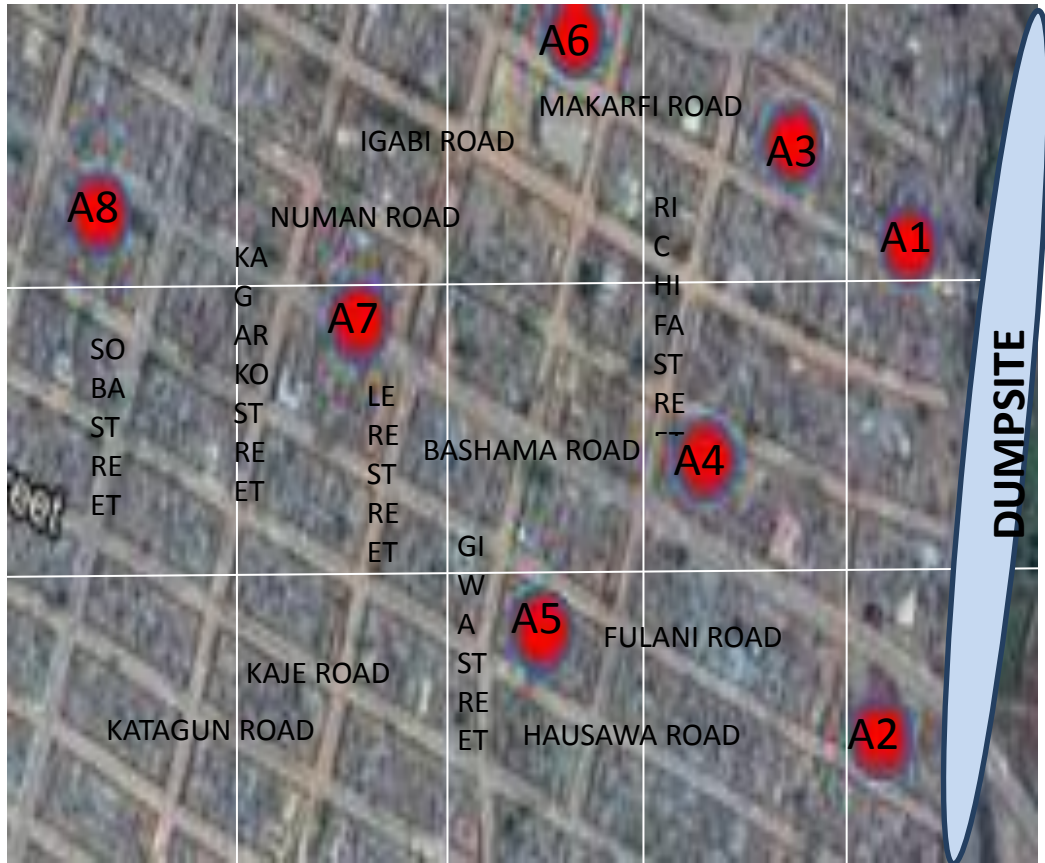 A6
MAKARFI ROAD
IGABI ROAD
A3
A8
NUMAN ROAD
RI
C
HI
FA
ST
RE
A1
KA
G
AR
KO
ST
RE
ET
A7
SO
BA
ST
RE
ET
LE
RE
ST
RE
ET
BASHAMA ROAD
A4
DUMPSITE
GI
W
A
ST
RE
ET
A5
FULANI ROAD
KAJE ROAD
KATAGUN ROAD
HAUSAWA ROAD
A2